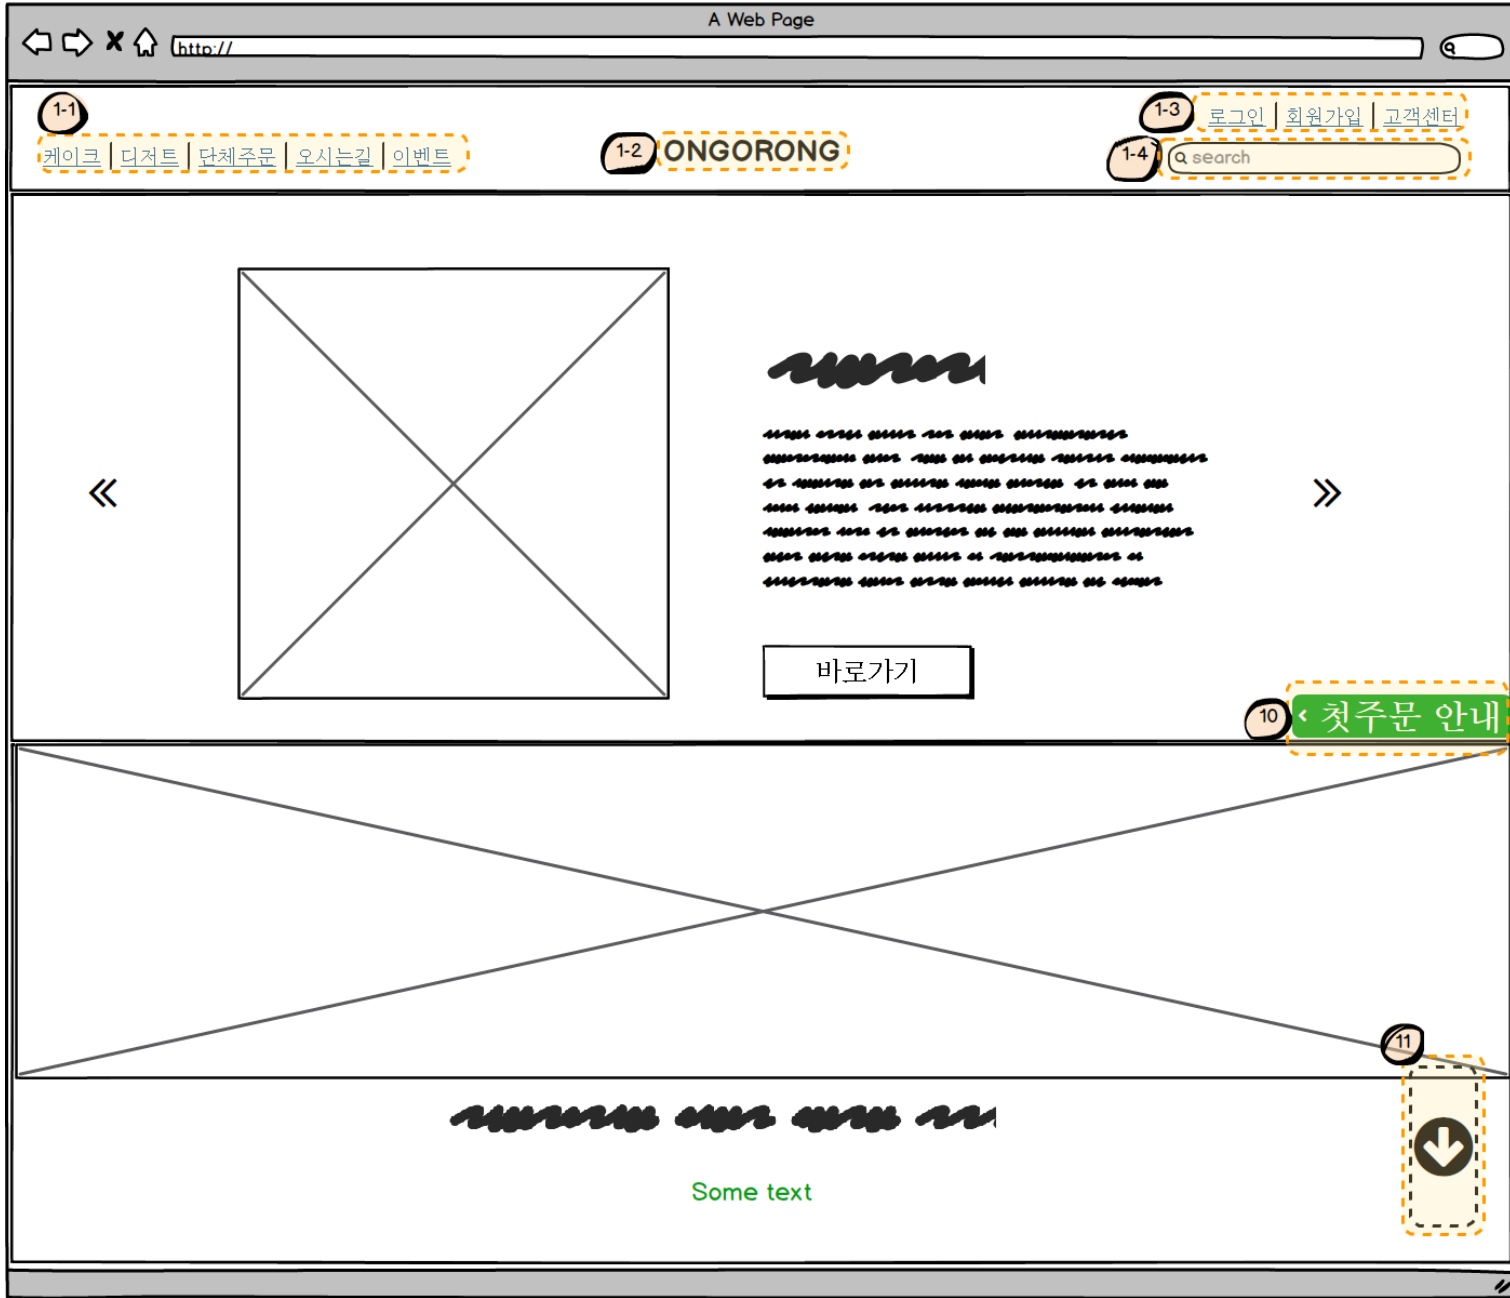 A Web Page
http://
1-1
케이크 | 디저트 | 단체주문 | 오시는길 | 이벤트
1-2
ONGORONG
1-3
로그인 | 회원가입 | 고객센터
1-4
search
바로가기
10
< 첫주문 안내
11
Some text